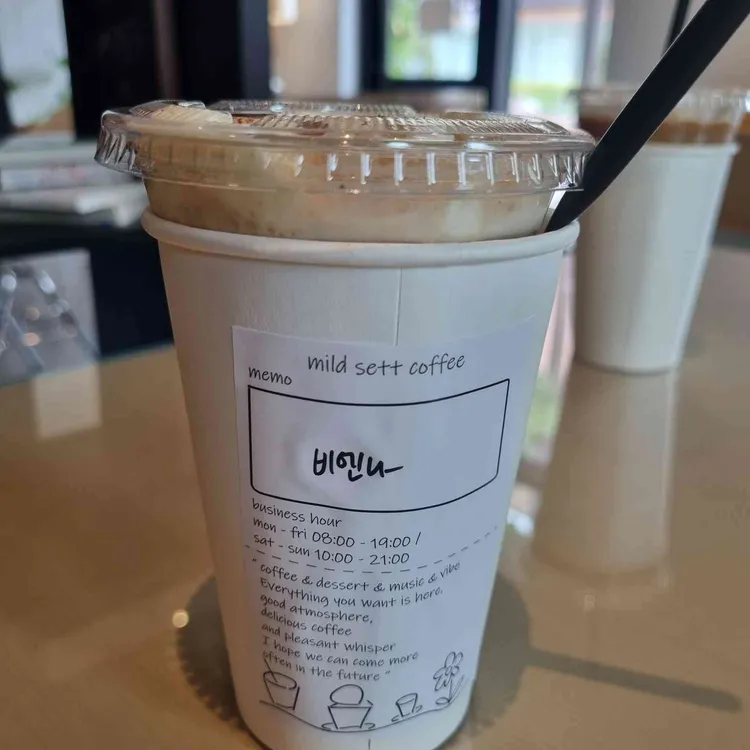 mild sett coffee
memo
비엔나
business hour
mon - fri 08:00 - 19:00 /
sat - sun 10:00 - 21:00
" coffee & dessert & music & vibe
Everything you want is here,
good atmosphere,
delicious coffee
and pleasant whisper
I hope we can come more
often in the future "